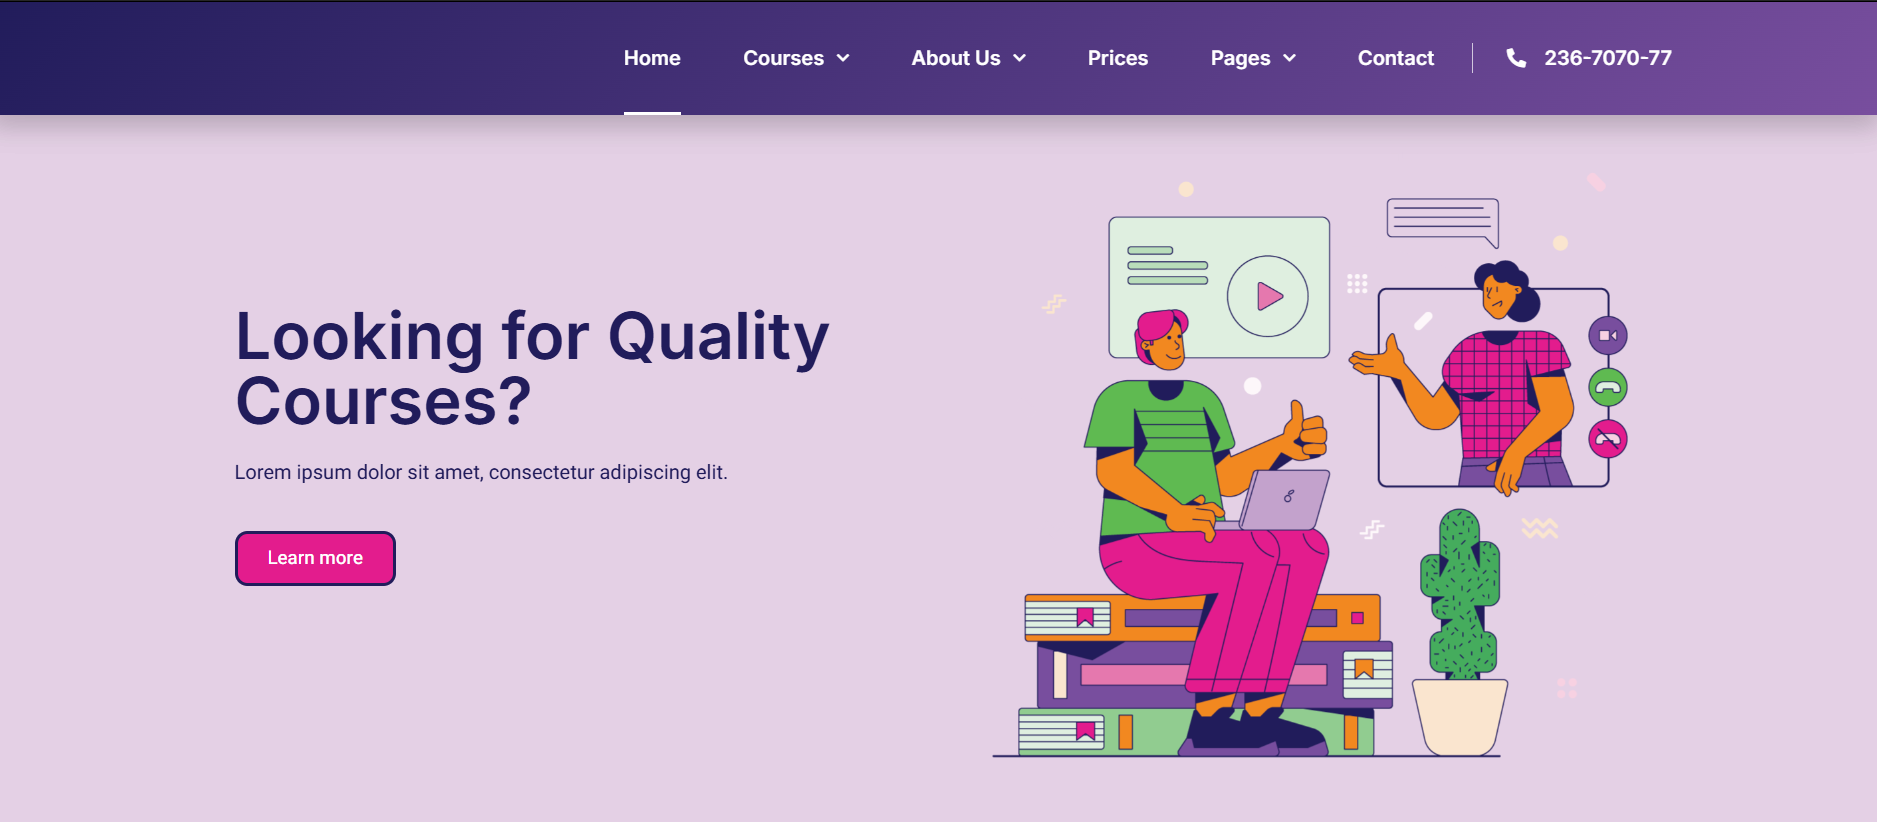 Home Courses About Us Prices Pages Contact 236-7070-77
Looking for Quality
Courses?
Lorem ipsum dolor sit amet, consectetur adipiscing elit.
Learn more